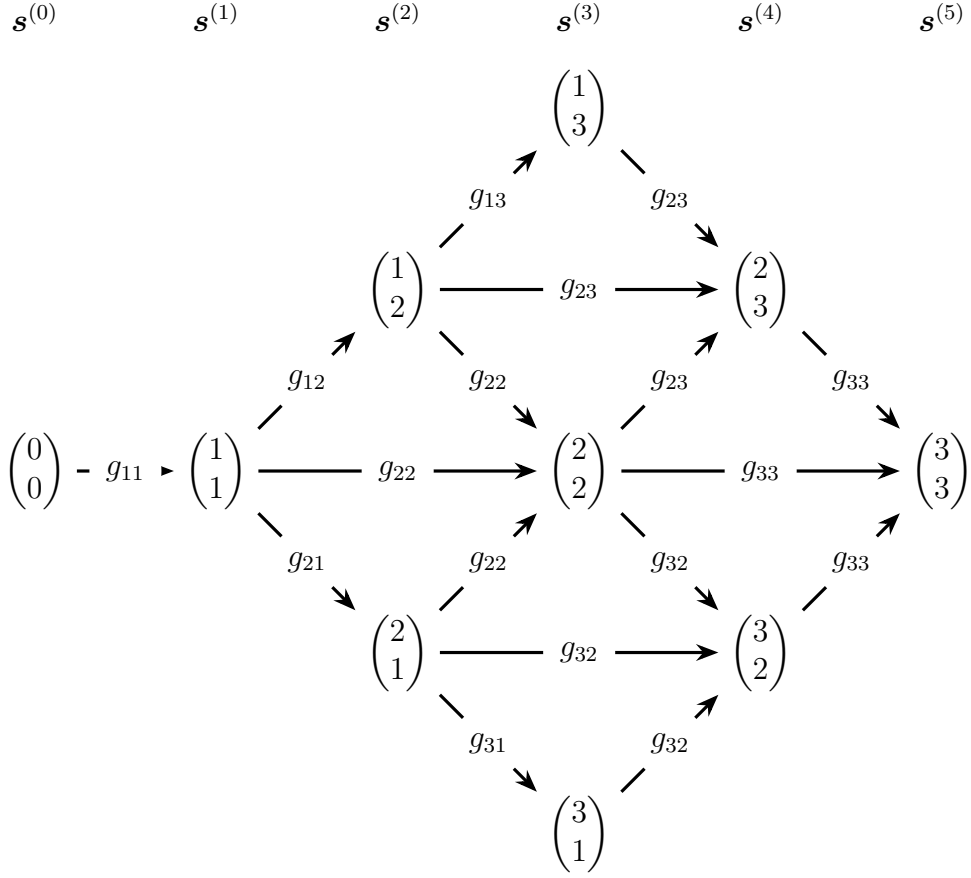 𝒔⁽⁰⁾ 𝒔⁽¹⁾ 𝒔⁽²⁾ 𝒔⁽³⁾ 𝒔⁽⁴⁾ 𝒔⁽⁵⁾
(1 3)
g₁₃ g₂₃
(1 2) g₂₃ (2 3)
g₁₂ g₂₂ g₂₃ g₃₃
(0 0) g₁₁ (1 1) g₂₂ (2 2) g₃₃ (3 3)
g₂₁ g₂₂ g₃₂ g₃₃
(2 1) g₃₂ (3 2)
g₃₁ g₃₂
(3 1)